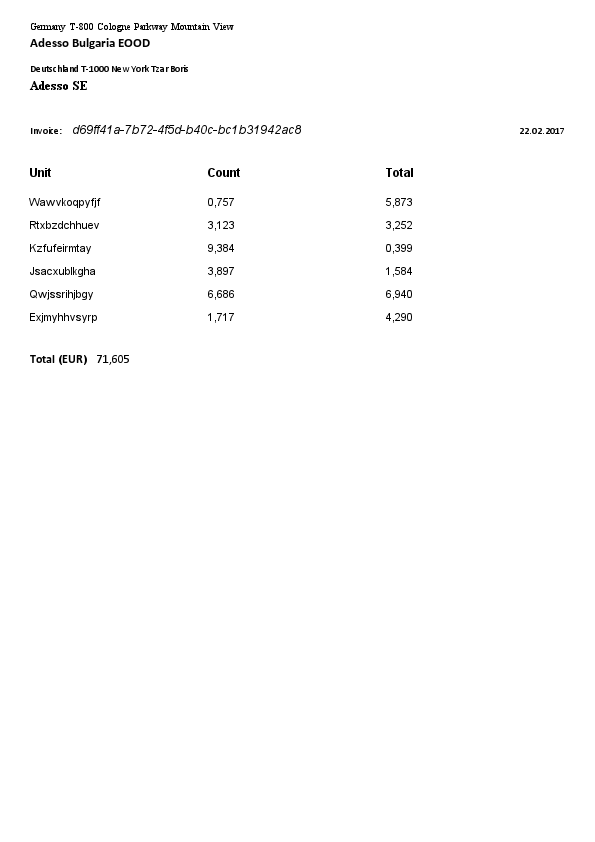 Germany T-800 Cologne Parkway Mountain View
Adesso Bulgaria EOOD
Deutschland T-1000 New York Tzar Boris
Adesso SE
Invoice: d69ff41a-7b72-4f5d-b40c-bc1b31942ac8 22.02.2017
Unit Count Total
Wawvkoqpyfjf 0,757 5,873
Rtxbzdchhuev 3,123 3,252
Kzfufeirmtay 9,384 0,399
Jsacxublkgha 3,897 1,584
Qwjssrihjbgy 6,686 6,940
Exjmyhhvsyrp 1,717 4,290
Total (EUR) 71,605